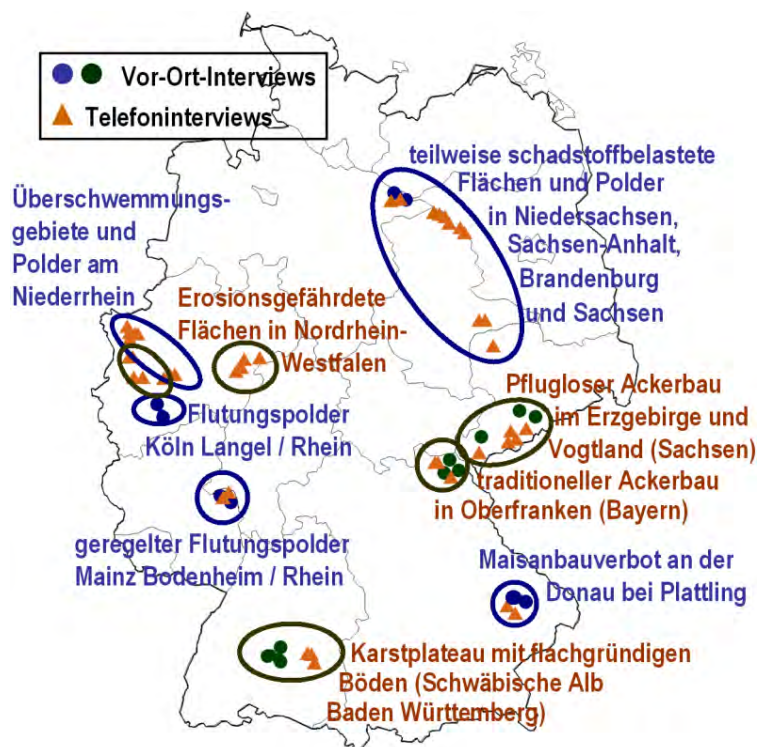 Vor-Ort-Interviews
Telefoninterviews
teilweise schadstoffbelastete
Flächen und Polder
in Niedersachsen,
Sachsen-Anhalt,
Brandenburg
und Sachsen
Überschwemmungs-
gebiete und
Polder am
Niederrhein
Erosionsgefährdete
Flächen in Nordrhein-
Westfalen
Pflugloser Ackerbau
im Erzgebirge und
Vogtland (Sachsen)
Flutungspolder
Köln Langel / Rhein
traditioneller Ackerbau
in Oberfranken (Bayern)
geregelter Flutungspolder
Mainz Bodenheim / Rhein
Maisanbauverbot an der
Donau bei Plattling
Karstplateau mit flachgründigen
Böden (Schwäbische Alb
Baden Württemberg)